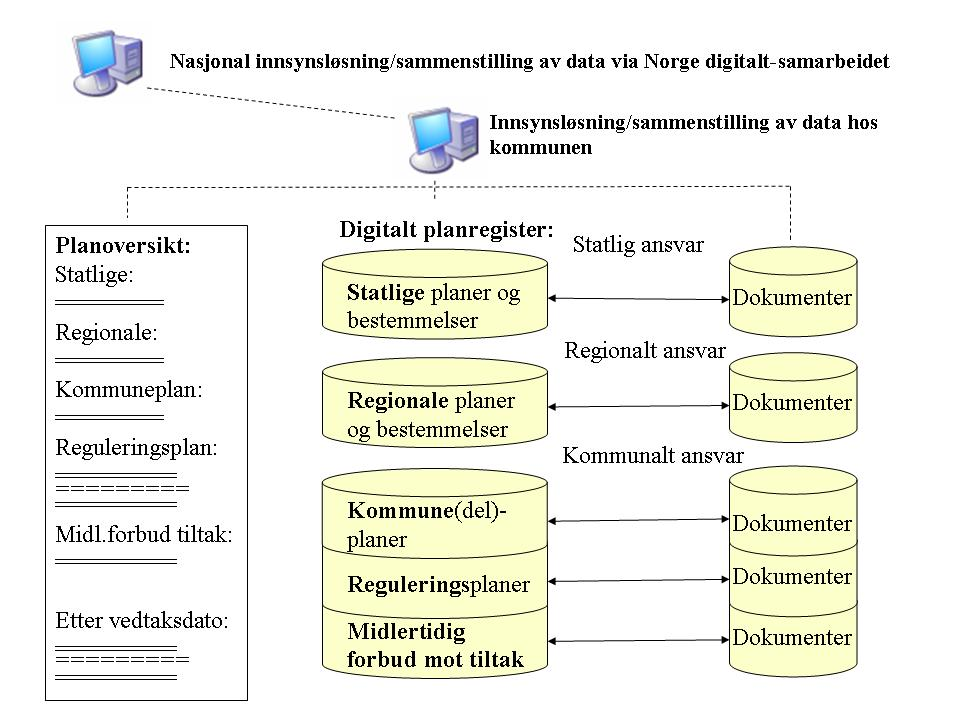 Nasjonal innsynsløsning/sammenstilling av data via Norge digitalt-samarbeidet
Innsynsløsning/sammenstilling av data hos
kommunen
Planoversikt:
Statlige:
Regionale:
Kommuneplan:
Reguleringsplan:
=========
Midl.forbud tiltak:
Etter vedtaksdato:
=========
Digitalt planregister:
Statlig ansvar
Statlige planer og
bestemmelser
Dokumenter
Regionalt ansvar
Regionale planer
og bestemmelser
Dokumenter
Kommunalt ansvar
Kommune(del)-
planer
Dokumenter
Reguleringsplaner
Dokumenter
Midlertidig
forbud mot tiltak
Dokumenter